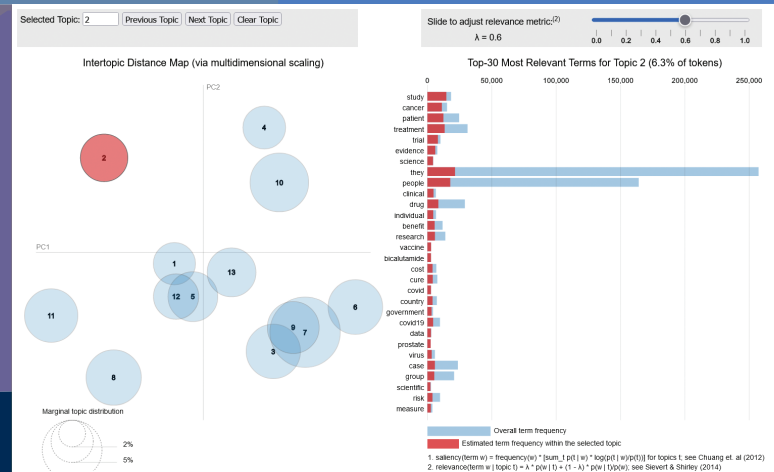 Selected Topic: 2 Previous Topic Next Topic Clear Topic
Slide to adjust relevance metric:(2)
λ = 0.6
0.0 0.2 0.4 0.6 0.8 1.0
Intertopic Distance Map (via multidimensional scaling)
PC2
PC1
4
2
10
1
13
12
5
6
11
9
7
3
8
Marginal topic distribution
2%
5%
Top-30 Most Relevant Terms for Topic 2 (6.3% of tokens)
0 50,000 100,000 150,000 200,000 250,000
study
cancer
patient
treatment
trial
evidence
science
they
people
clinical
drug
individual
benefit
research
vaccine
bicalutamide
cost
cure
covid
country
government
covid19
data
prostate
virus
case
group
scientific
risk
measure
Overall term frequency
Estimated term frequency within the selected topic
1. saliency(term w) = frequency(w) * [sum_t p(t | w) * log(p(t | w)/p(t))] for topics t; see Chuang et. al (2012)
2. relevance(term w | topic t) = λ * p(w | t) + (1 - λ) * p(w | t)/p(w); see Sievert & Shirley (2014)